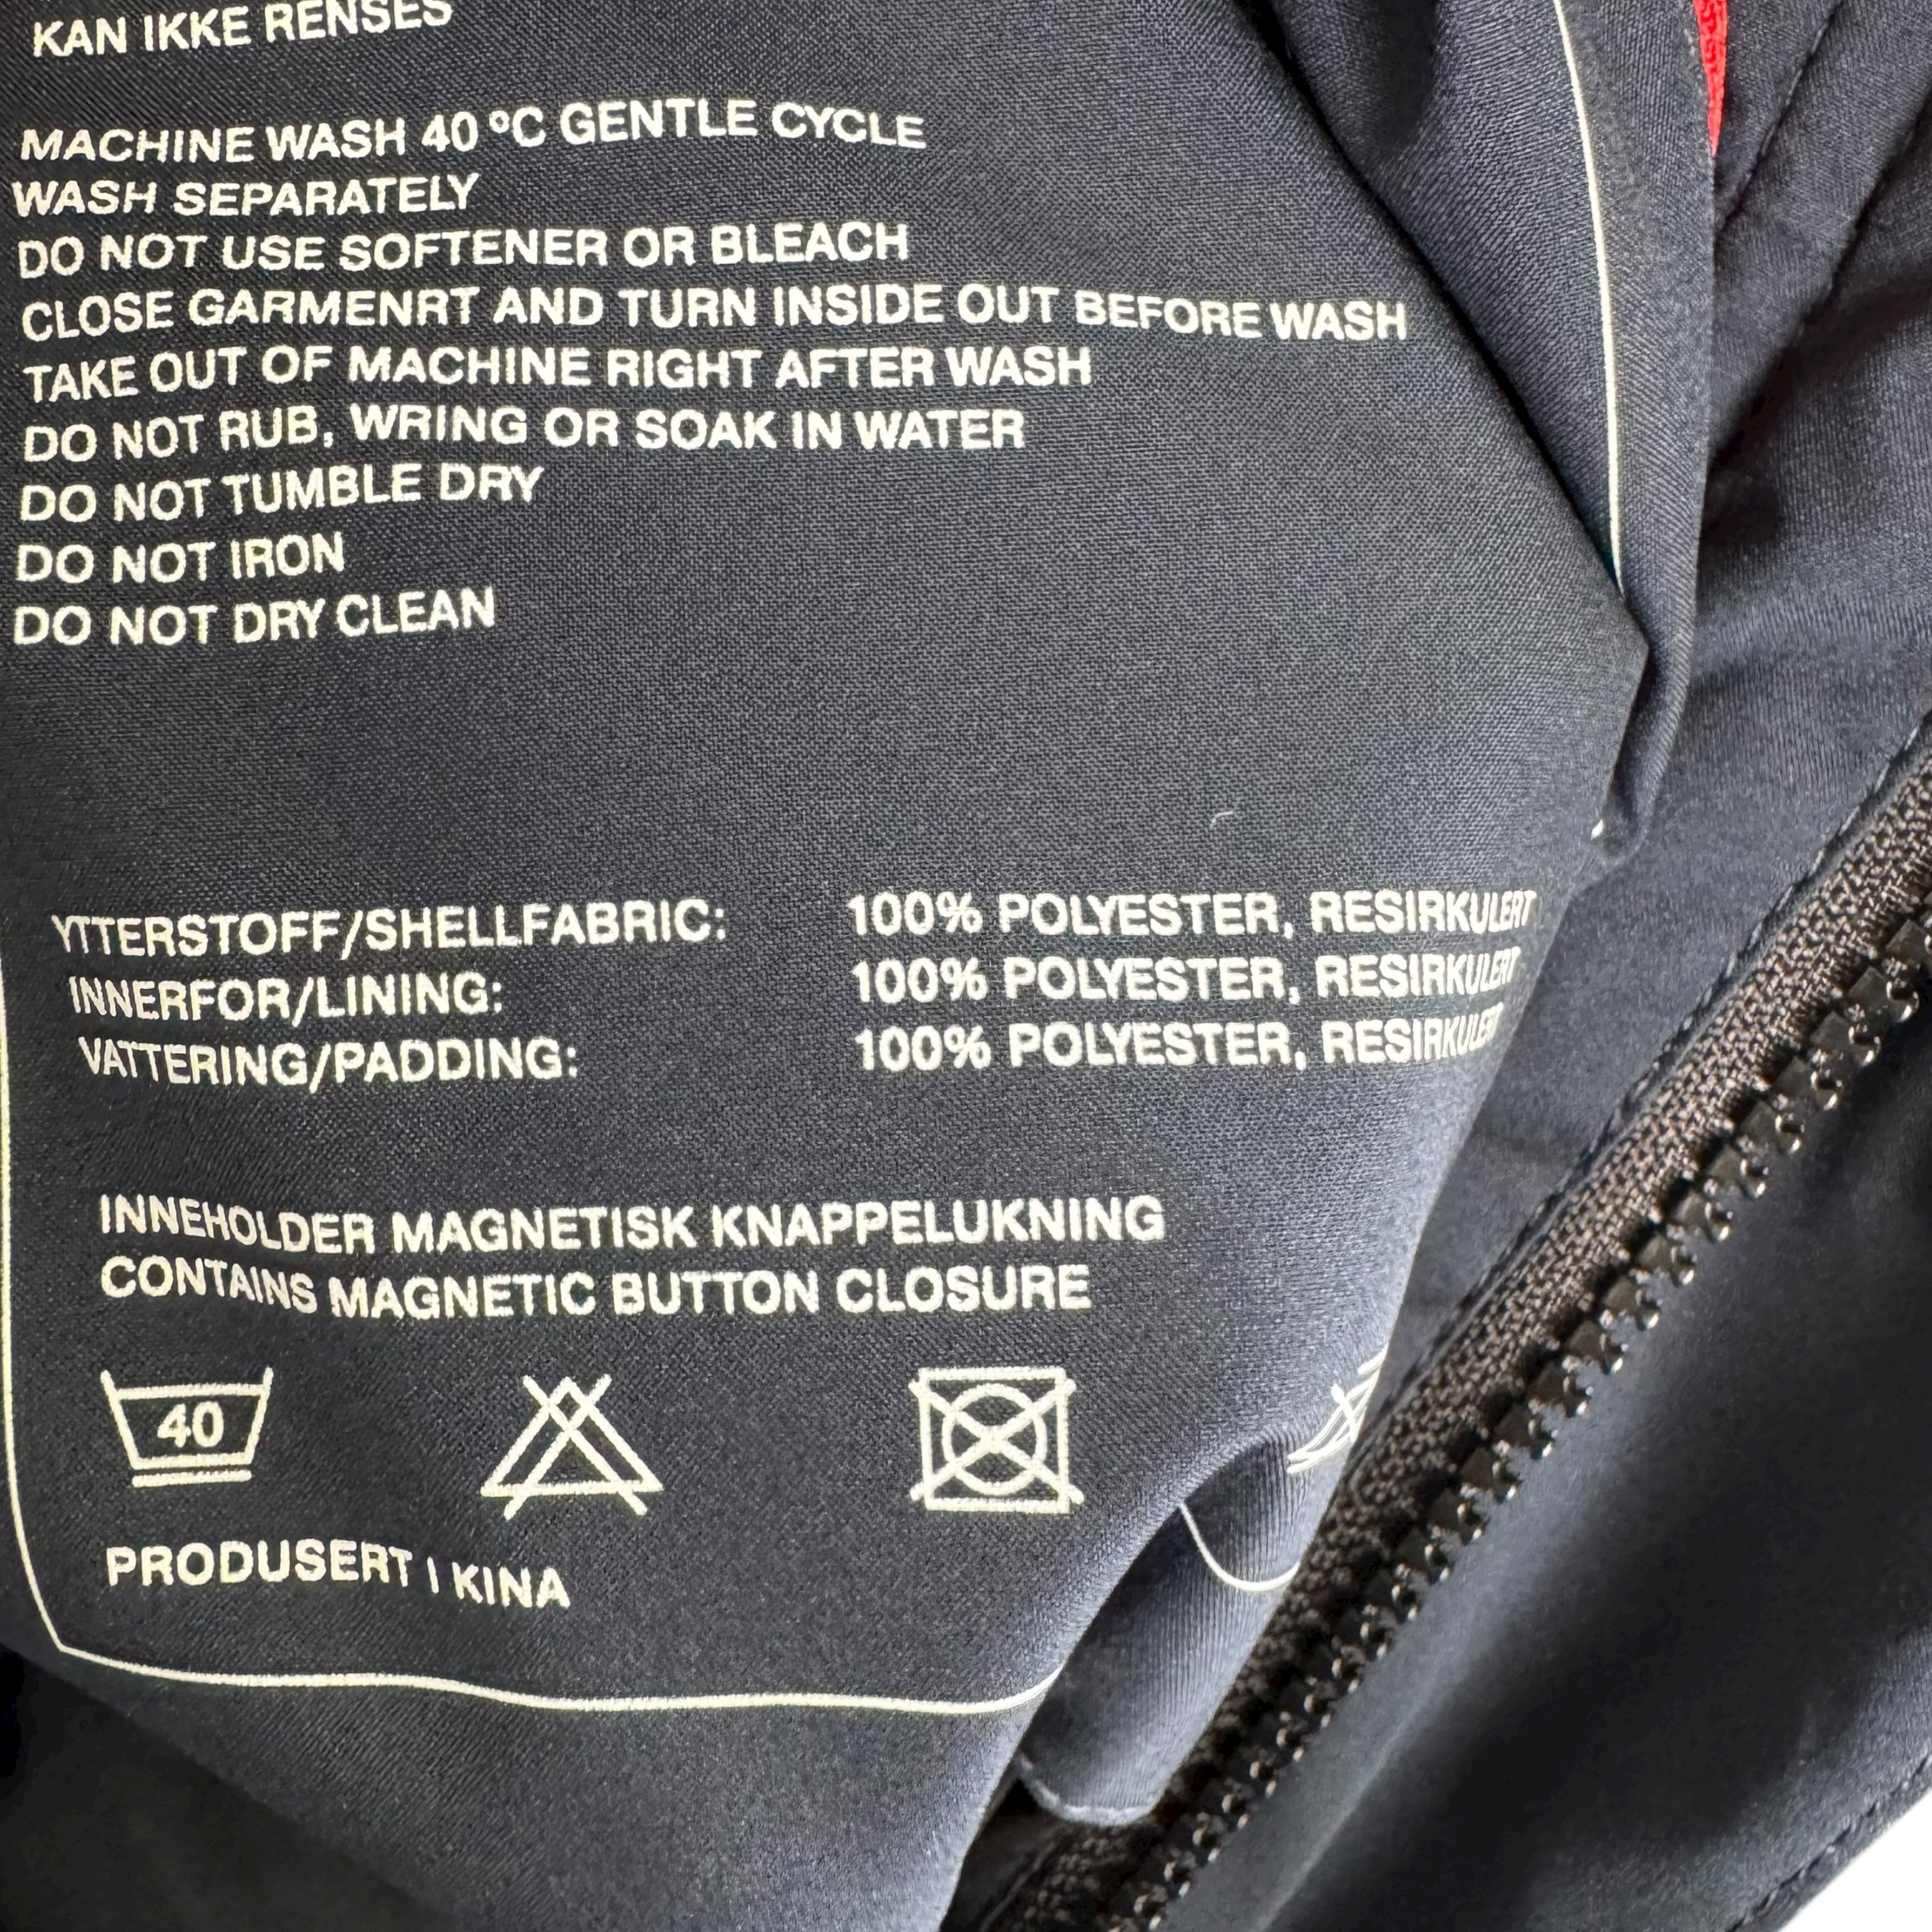 KAN IKKE RENSES
MACHINE WASH 40 ºC GENTLE CYCLE
WASH SEPARATELY
DO NOT USE SOFTENER OR BLEACH
CLOSE GARMENRT AND TURN INSIDE OUT BEFORE WASH
TAKE OUT OF MACHINE RIGHT AFTER WASH
DO NOT RUB, WRING OR SOAK IN WATER
DO NOT TUMBLE DRY
DO NOT IRON
DO NOT DRY CLEAN
YTTERSTOFF/SHELLFABRIC: 100% POLYESTER, RESIRKULERT
INNERFOR/LINING: 100% POLYESTER, RESIRKULERT
VATTERING/PADDING: 100% POLYESTER, RESIRKULERT
INNEHOLDER MAGNETISK KNAPPELUKNING
CONTAINS MAGNETIC BUTTON CLOSURE
40
PRODUSERT I KINA